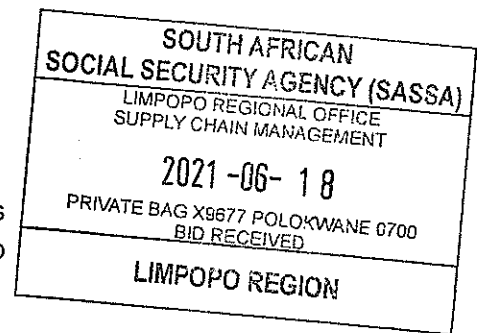 SOUTH AFRICAN
SOCIAL SECURITY AGENCY (SASSA)
LIMPOPO REGIONAL OFFICE
SUPPLY CHAIN MANAGEMENT
2021 -06- 18
PRIVATE BAG X9677 POLOKWANE 0700
BID RECEIVED
LIMPOPO REGION